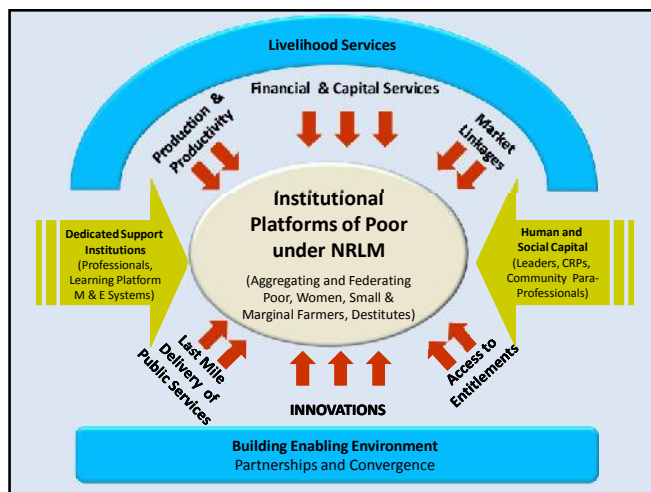 Livelihood Services
Financial & Capital Services
Production &
Productivity
Market
Linkages
Institutional
Platforms of Poor
under NRLM
(Aggregating and Federating
Poor, Women, Small &
Marginal Farmers, Destitutes)
Dedicated Support
Institutions
(Professionals,
Learning Platform
M & E Systems)
Human and
Social Capital
(Leaders, CRPs,
Community Para-
Professionals)
Last Mile
Delivery of
Public Services
INNOVATIONS
Access to
Entitlements
Building Enabling Environment
Partnerships and Convergence